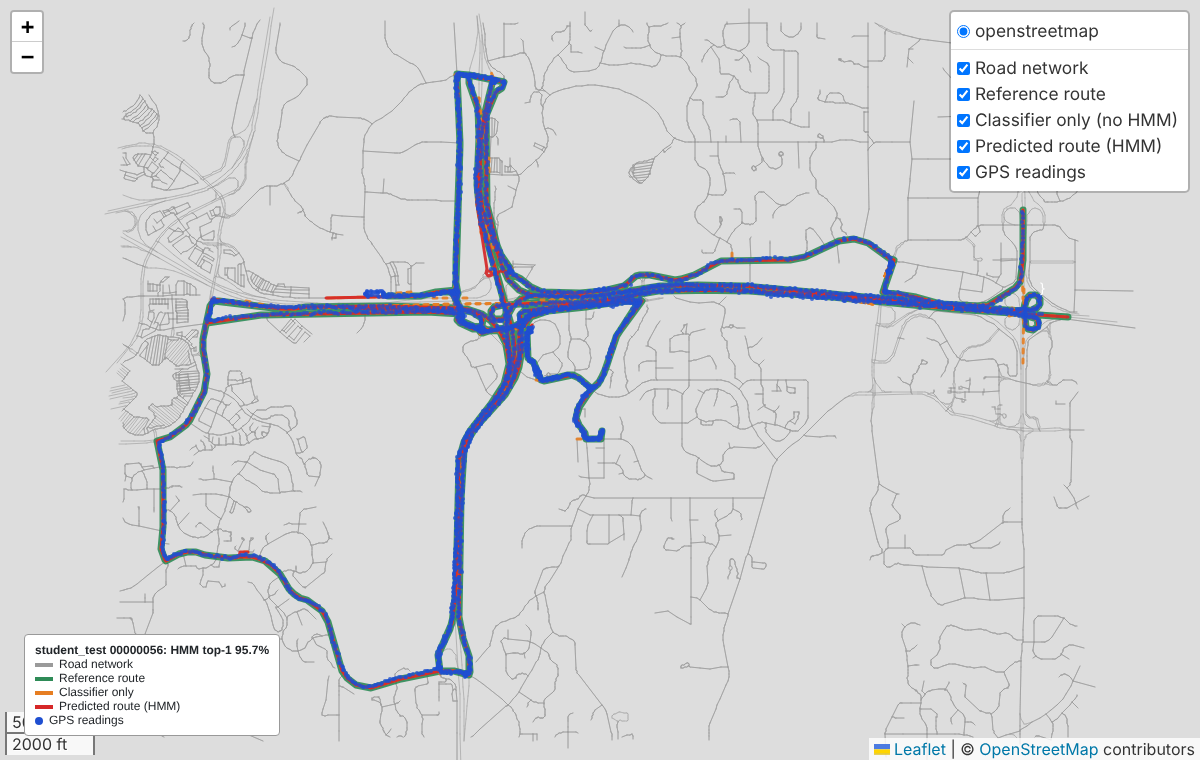 +
−
openstreetmap
Road network
Reference route
Classifier only (no HMM)
Predicted route (HMM)
GPS readings
student_test 00000056: HMM top-1 95.7%
Road network
Reference route
Classifier only
Predicted route (HMM)
GPS readings
2000 ft
Leaflet | © OpenStreetMap contributors